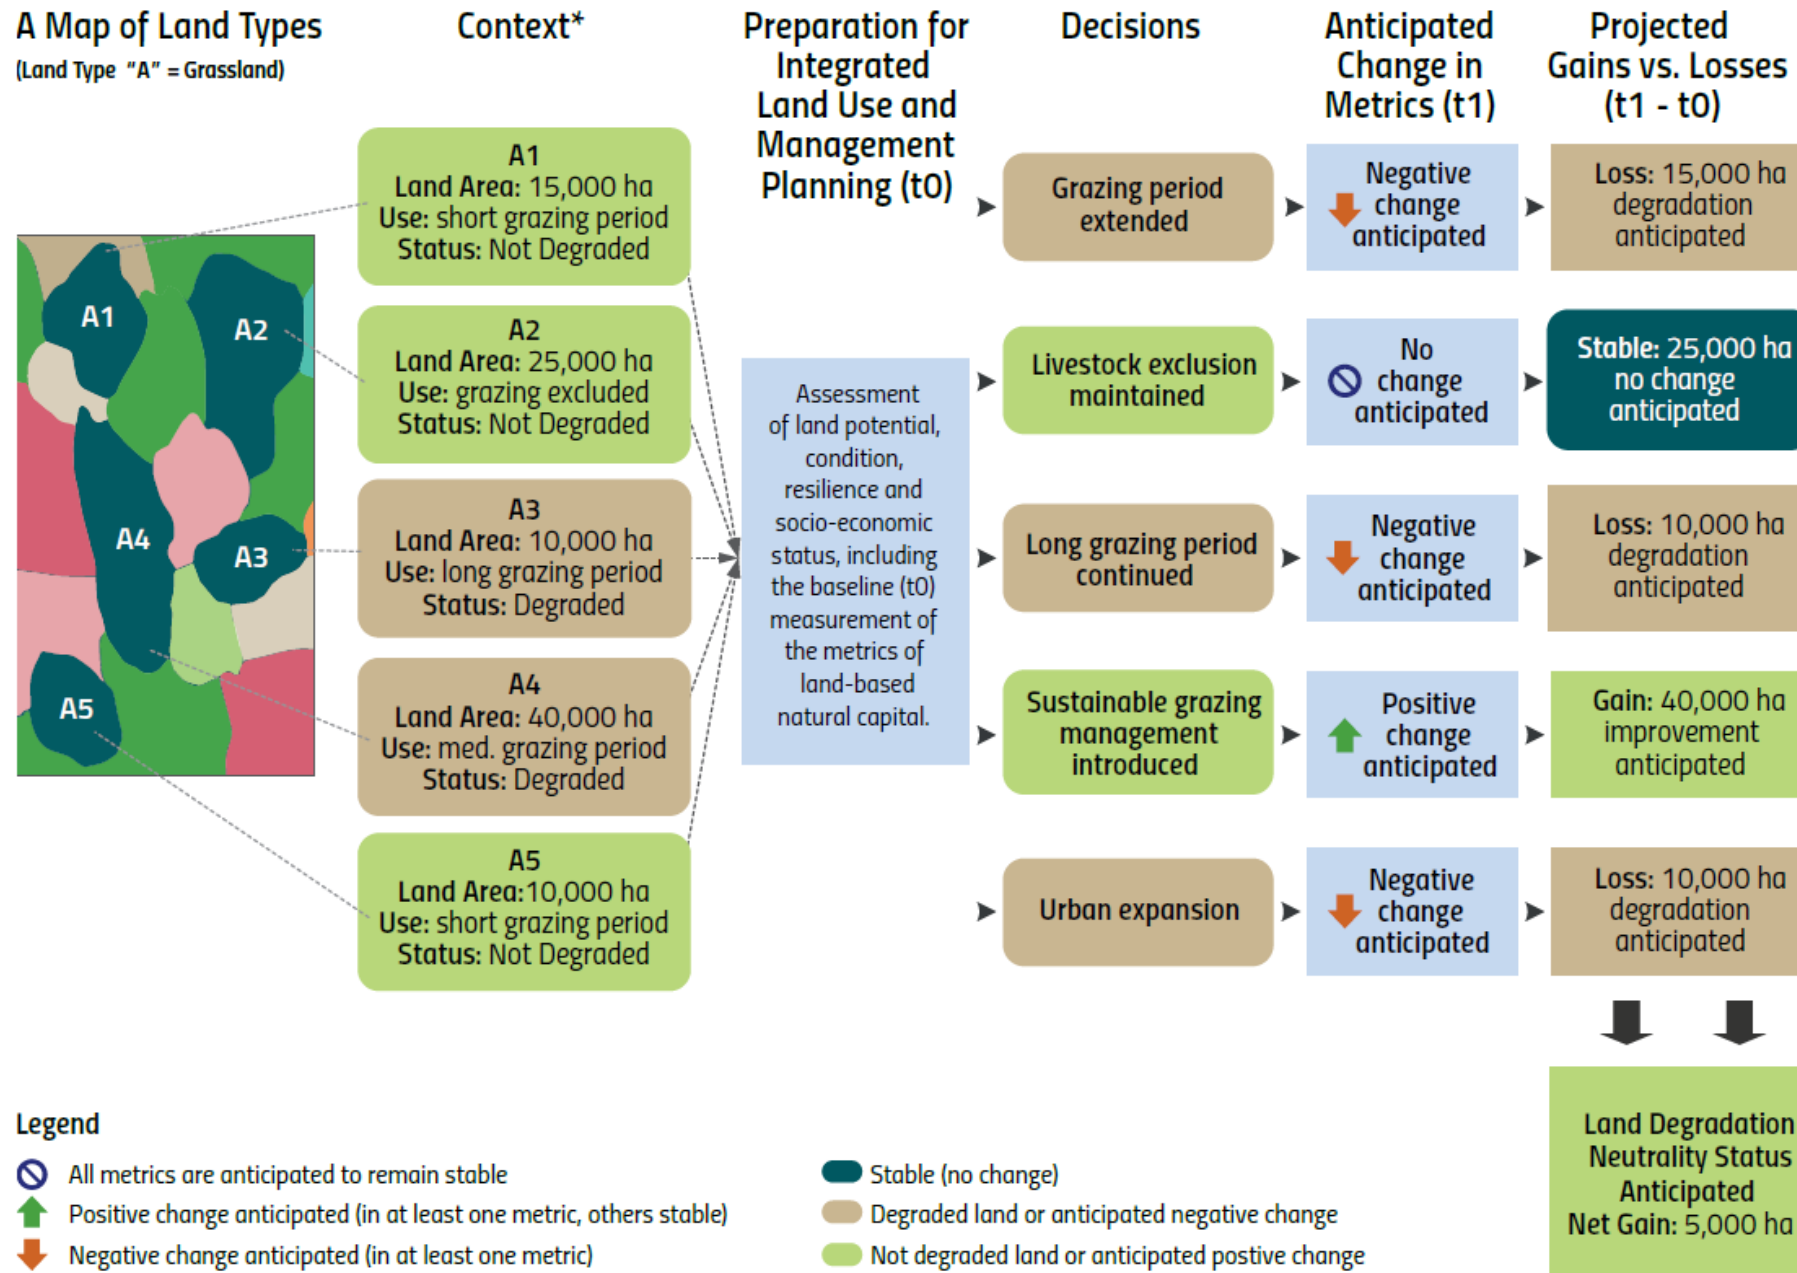 A Map of Land Types
(Land Type "A" = Grassland)
Context*
Preparation for
Integrated
Land Use and
Management
Planning (t0)
Decisions
Anticipated
Change in
Metrics (t1)
Projected
Gains vs. Losses
(t1 - t0)
A1
A2
A4
A3
A5
A1
Land Area: 15,000 ha
Use: short grazing period
Status: Not Degraded
A2
Land Area: 25,000 ha
Use: grazing excluded
Status: Not Degraded
A3
Land Area: 10,000 ha
Use: long grazing period
Status: Degraded
A4
Land Area: 40,000 ha
Use: med. grazing period
Status: Degraded
A5
Land Area:10,000 ha
Use: short grazing period
Status: Not Degraded
Assessment
of land potential,
condition,
resilience and
socio-economic
status, including
the baseline (t0)
measurement of
the metrics of
land-based
natural capital.
Grazing period
extended
Negative
change
anticipated
Loss: 15,000 ha
degradation
anticipated
Livestock exclusion
maintained
No
change
anticipated
Stable: 25,000 ha
no change
anticipated
Long grazing period
continued
Negative
change
anticipated
Loss: 10,000 ha
degradation
anticipated
Sustainable grazing
management
introduced
Positive
change
anticipated
Gain: 40,000 ha
improvement
anticipated
Urban expansion
Negative
change
anticipated
Loss: 10,000 ha
degradation
anticipated
Land Degradation
Neutrality Status
Anticipated
Net Gain: 5,000 ha
Legend
All metrics are anticipated to remain stable
Positive change anticipated (in at least one metric, others stable)
Negative change anticipated (in at least one metric)
Stable (no change)
Degraded land or anticipated negative change
Not degraded land or anticipated postive change